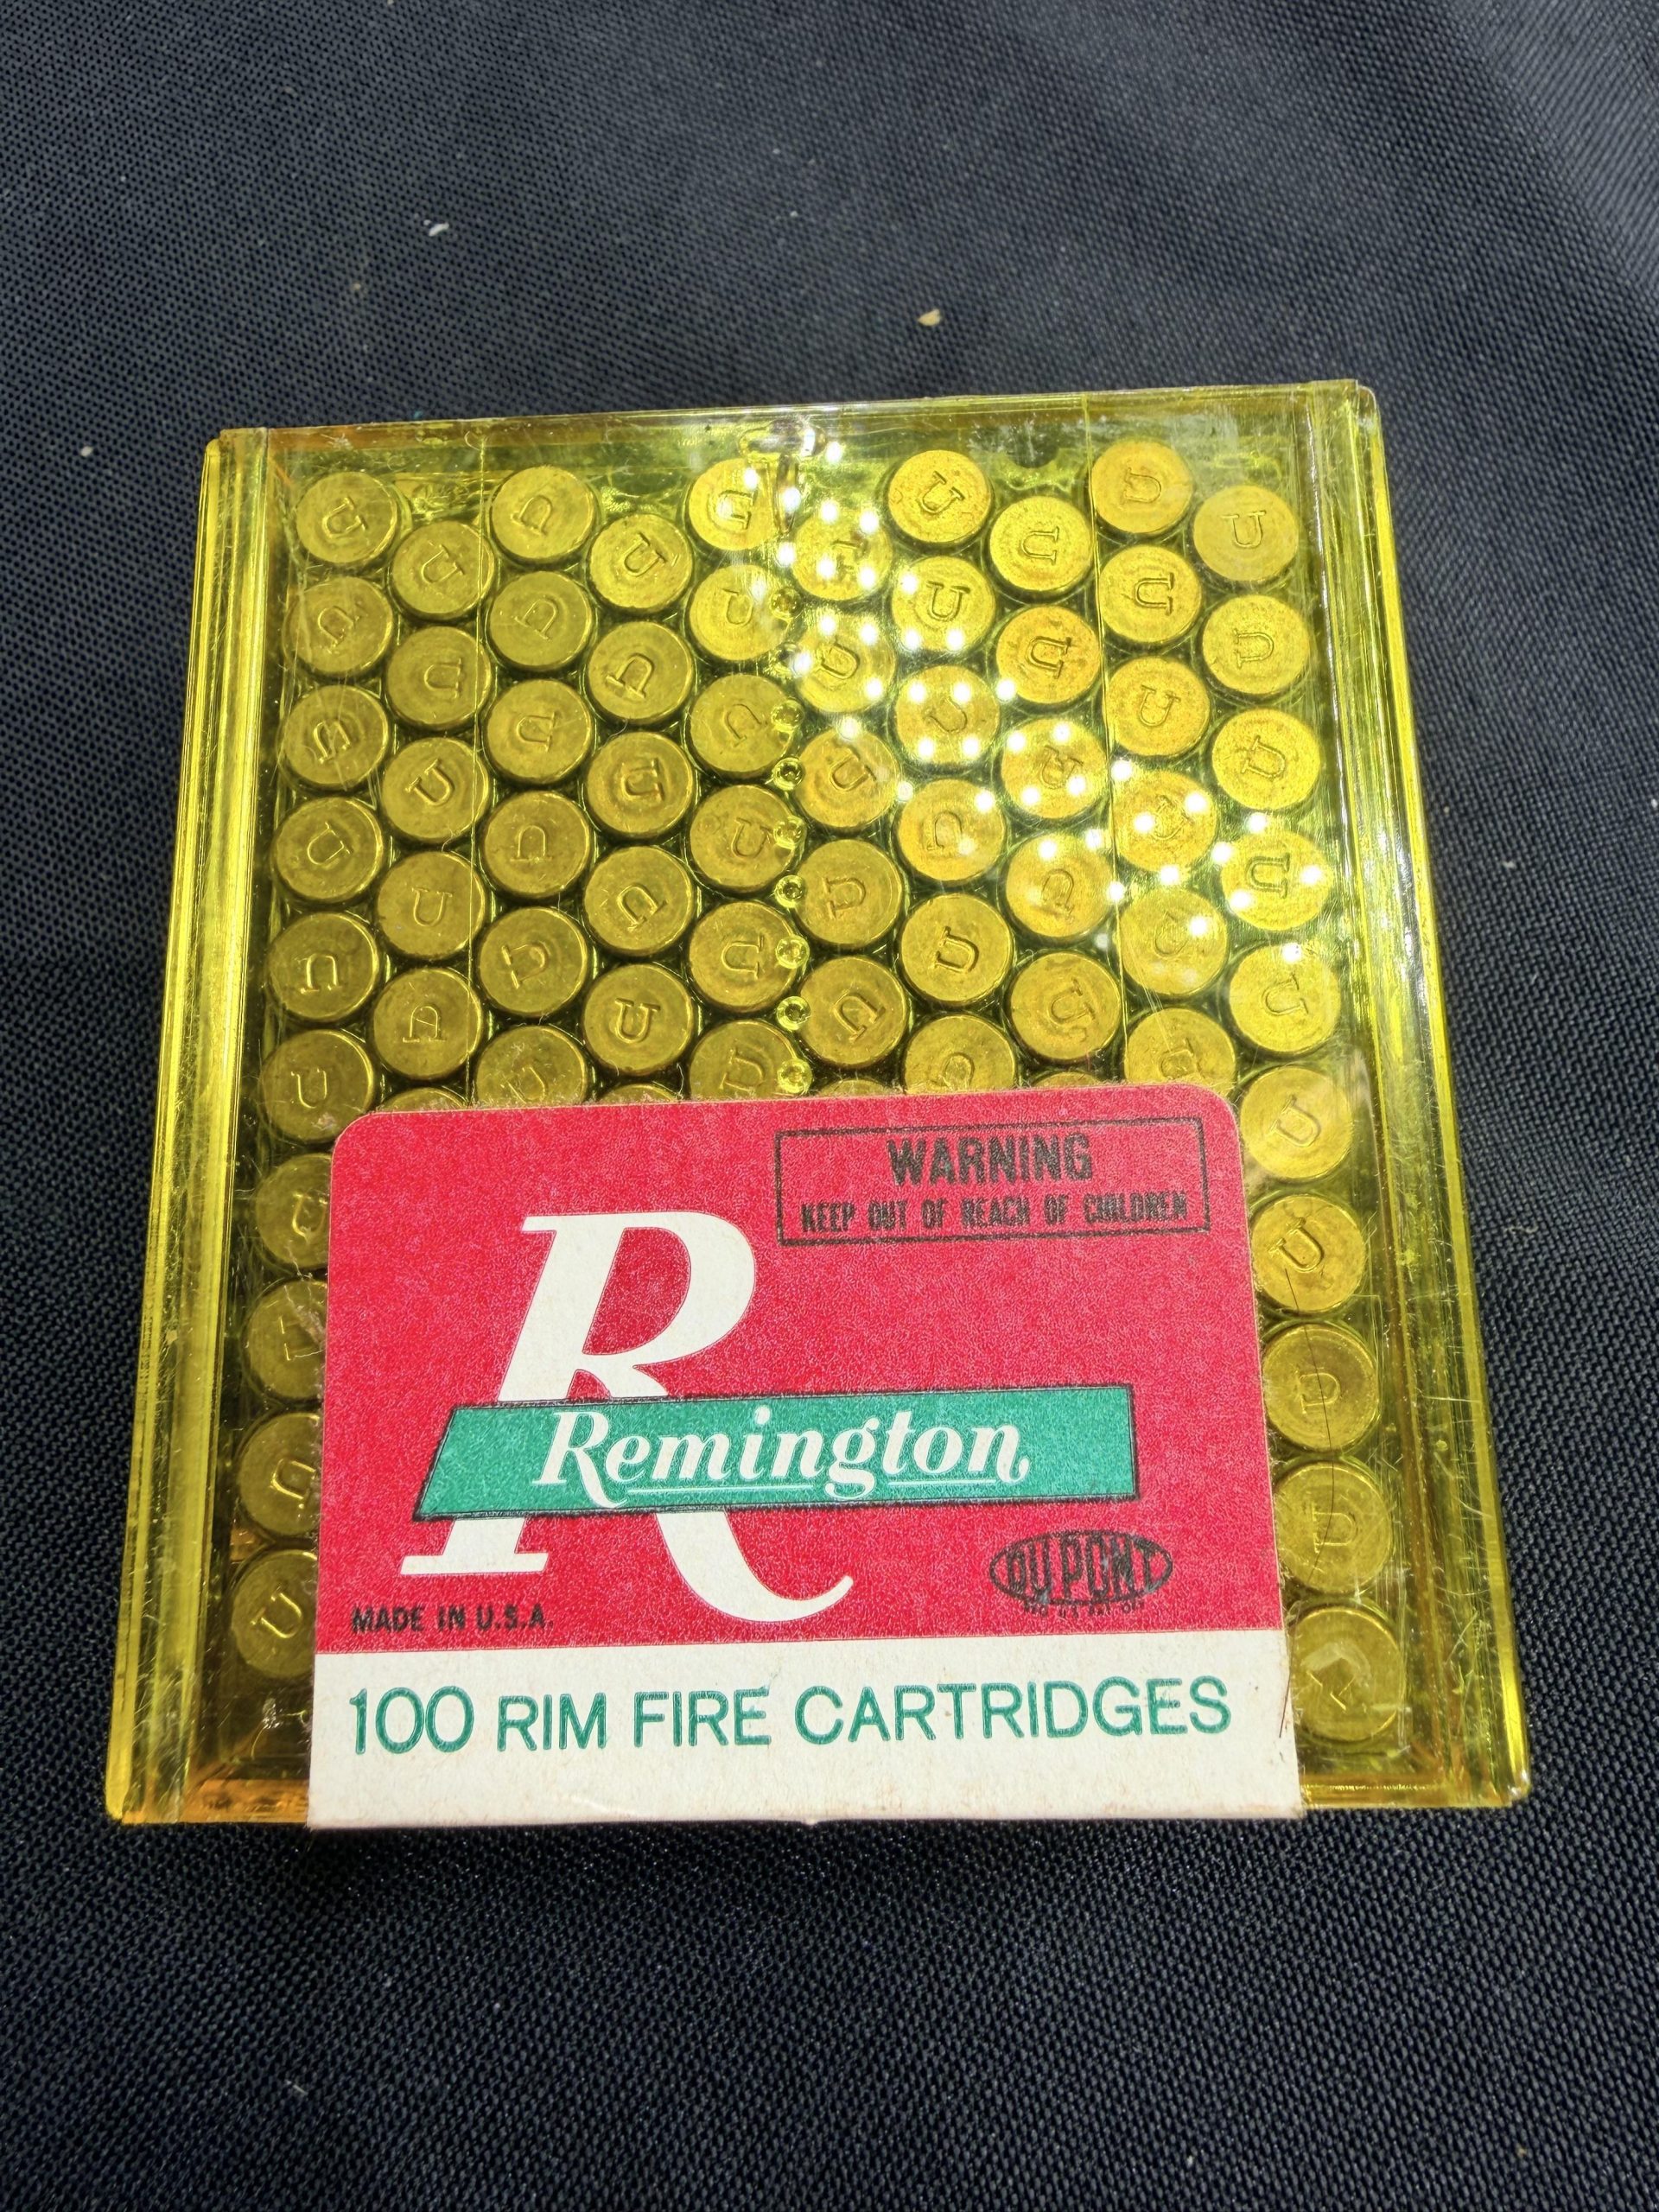 WARNING
KEEP OUT OF REACH OF CHILDREN
R
Remington
DU PONT
MADE IN U.S.A.
100 RIM FIRE CARTRIDGES